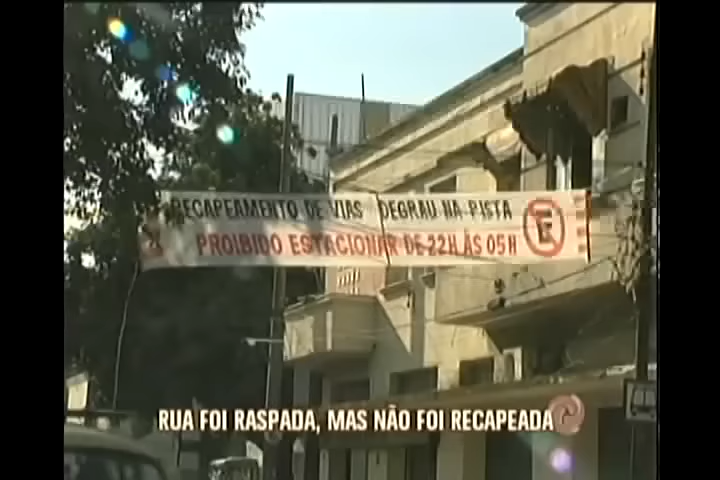 RECAPEAMENTO DE VIAS DEGRAU NA PISTA
PROIBIDO ESTACIONAR DE 22H ÀS 05H E
RUA FOI RASPADA, MAS NÃO FOI RECAPEADA